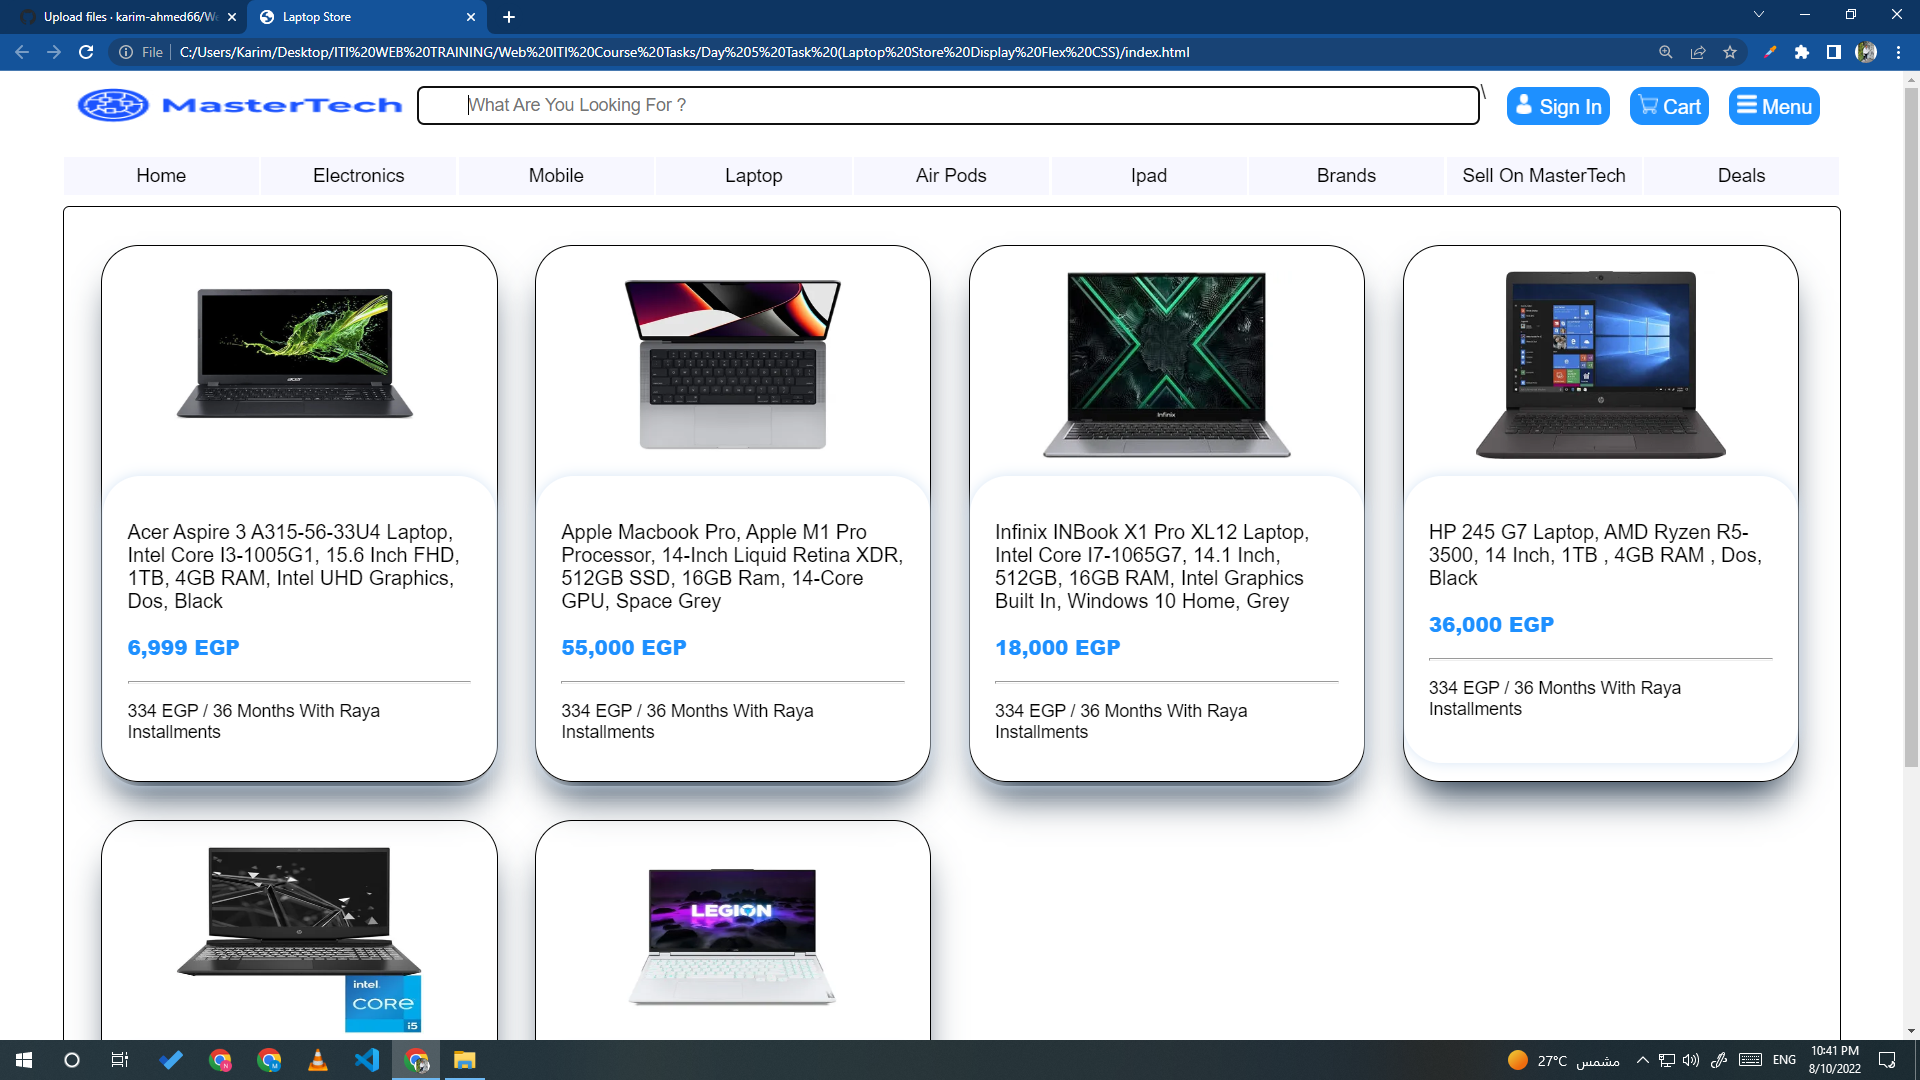 Upload files · karim-ahmed66/We
Laptop Store
File
C:/Users/Karim/Desktop/ITI%20WEB%20TRAINING/Web%20ITI%20Course%20Tasks/Day%205%20Task%20(Laptop%20Store%20Display%20Flex%20CSS)/index.html
MasterTech
What Are You Looking For ?
\
Sign In
Cart
Menu
Home
Electronics
Mobile
Laptop
Air Pods
Ipad
Brands
Sell On MasterTech
Deals
acer
Infinix
Acer Aspire 3 A315-56-33U4 Laptop,
Intel Core I3-1005G1, 15.6 Inch FHD,
1TB, 4GB RAM, Intel UHD Graphics,
Dos, Black
6,999 EGP
334 EGP / 36 Months With Raya
Installments
Apple Macbook Pro, Apple M1 Pro
Processor, 14-Inch Liquid Retina XDR,
512GB SSD, 16GB Ram, 14-Core
GPU, Space Grey
55,000 EGP
334 EGP / 36 Months With Raya
Installments
Infinix INBook X1 Pro XL12 Laptop,
Intel Core I7-1065G7, 14.1 Inch,
512GB, 16GB RAM, Intel Graphics
Built In, Windows 10 Home, Grey
18,000 EGP
334 EGP / 36 Months With Raya
Installments
HP 245 G7 Laptop, AMD Ryzen R5-
3500, 14 Inch, 1TB , 4GB RAM , Dos,
Black
36,000 EGP
334 EGP / 36 Months With Raya
Installments
intel.
CORE
i5
LEGION
27°C مشمس
ENG
10:41 PM
8/10/2022